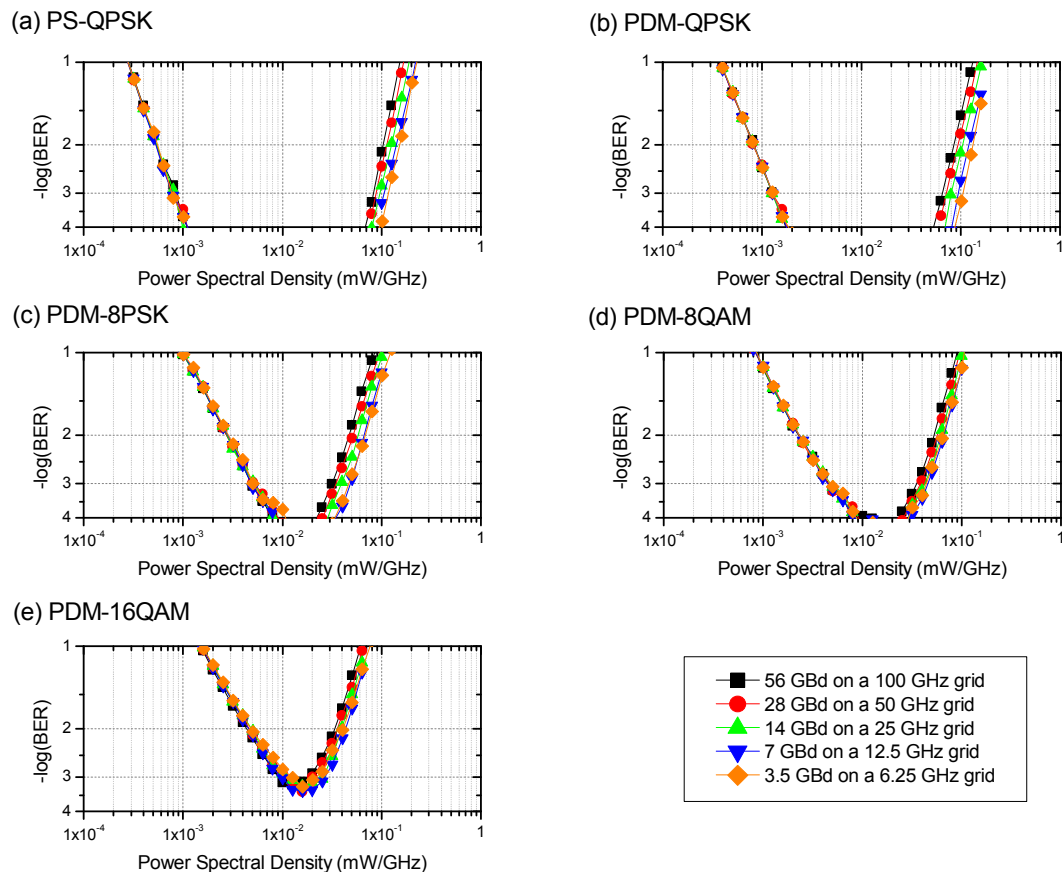 (a) PS-QPSK
1
2
3
4
-log(BER)
1x10-4 1x10-3 1x10-2 1x10-1 1
Power Spectral Density (mW/GHz)
(b) PDM-QPSK
1
2
3
4
-log(BER)
1x10-4 1x10-3 1x10-2 1x10-1 1
Power Spectral Density (mW/GHz)
(c) PDM-8PSK
1
2
3
4
-log(BER)
1x10-4 1x10-3 1x10-2 1x10-1 1
Power Spectral Density (mW/GHz)
(d) PDM-8QAM
1
2
3
4
-log(BER)
1x10-4 1x10-3 1x10-2 1x10-1 1
Power Spectral Density (mW/GHz)
(e) PDM-16QAM
1
2
3
4
-log(BER)
1x10-4 1x10-3 1x10-2 1x10-1 1
Power Spectral Density (mW/GHz)
56 GBd on a 100 GHz grid
28 GBd on a 50 GHz grid
14 GBd on a 25 GHz grid
7 GBd on a 12.5 GHz grid
3.5 GBd on a 6.25 GHz grid